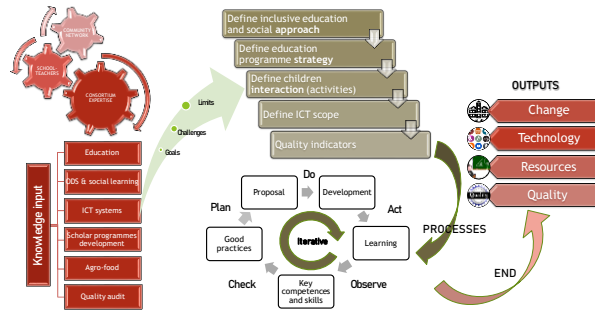 COMMUNITY
NETWORK
SCHOOL-
TEACHERS
CONSORTIUM
EXPERTISE
Knowledge input
Education
ODS & social learning
ICT systems
Scholar programmes
development
Agro-food
Quality audit
Limits
Challenges
Goals
Define inclusive education
and social approach
Define education
programme strategy
Define children
interaction (activities)
Define ICT scope
Quality indicators
Do
Proposal
Development
Plan
Act
Good
practices
Iterative
Learning
Check
Key
competences
and skills
Observe
PROCESSES
END
OUTPUTS
Change
Technology
Resources
Quality